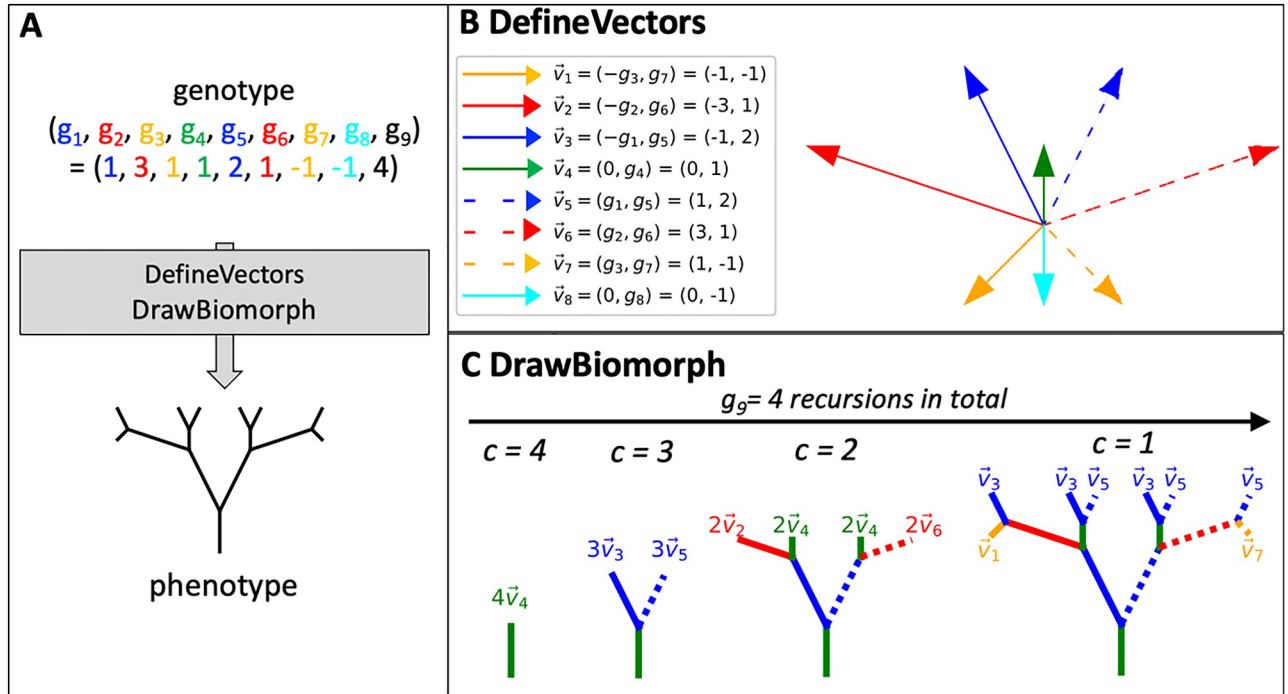 A
genotype
(g₁, g₂, g₃, g₄, g₅, g₆, g₇, g₈, g₉)
= (1, 3, 1, 1, 2, 1, -1, -1, 4)
DefineVectors
DrawBiomorph
phenotype
B DefineVectors
v⃗₁ = (−g₃, g₇) = (-1, -1)
v⃗₂ = (−g₂, g₆) = (-3, 1)
v⃗₃ = (−g₁, g₅) = (-1, 2)
v⃗₄ = (0, g₄) = (0, 1)
v⃗₅ = (g₁, g₅) = (1, 2)
v⃗₆ = (g₂, g₆) = (3, 1)
v⃗₇ = (g₃, g₇) = (1, -1)
v⃗₈ = (0, g₈) = (0, -1)
C DrawBiomorph
g₉= 4 recursions in total
c = 4
4v⃗₄
c = 3
3v⃗₃ 3v⃗₅
c = 2
2v⃗₂ 2v⃗₄ 2v⃗₄ 2v⃗₆
c = 1
v⃗₃ v⃗₃ v⃗₅ v⃗₃ v⃗₅ v⃗₅
v⃗₁ v⃗₇